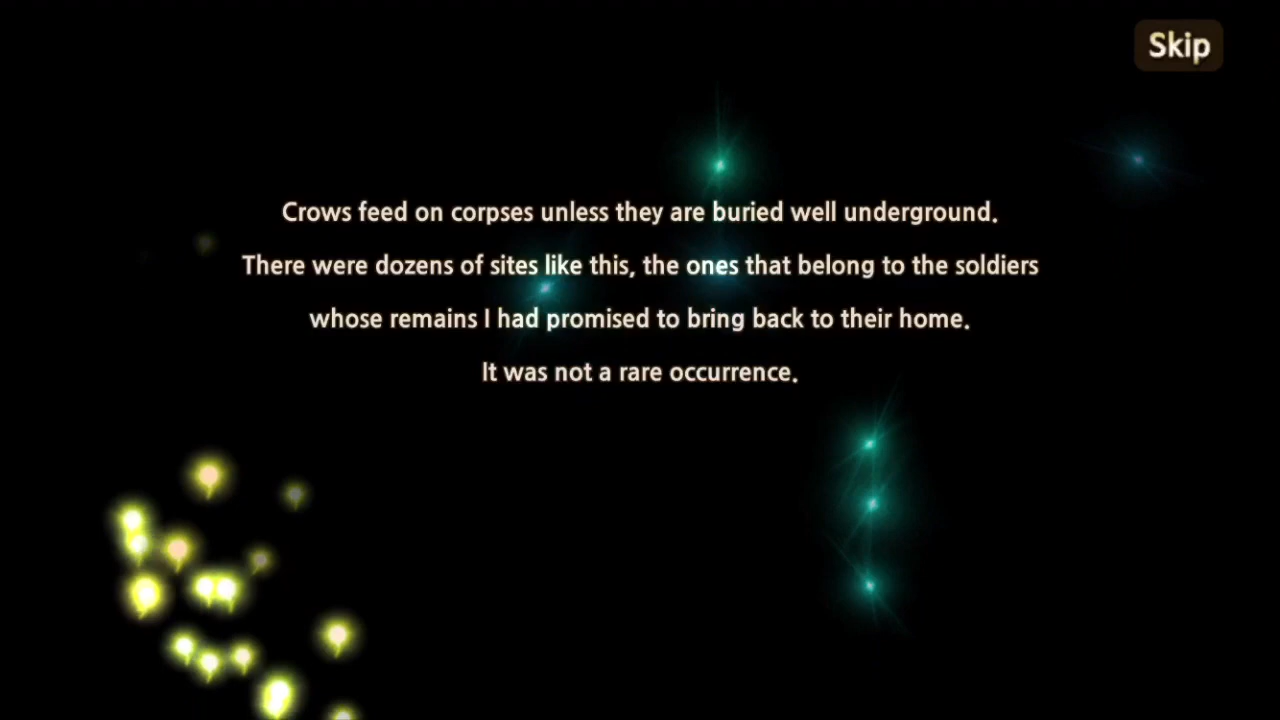 Skip
Crows feed on corpses unless they are buried well underground.
There were dozens of sites like this, the ones that belong to the soldiers
whose remains I had promised to bring back to their home.
It was not a rare occurrence.